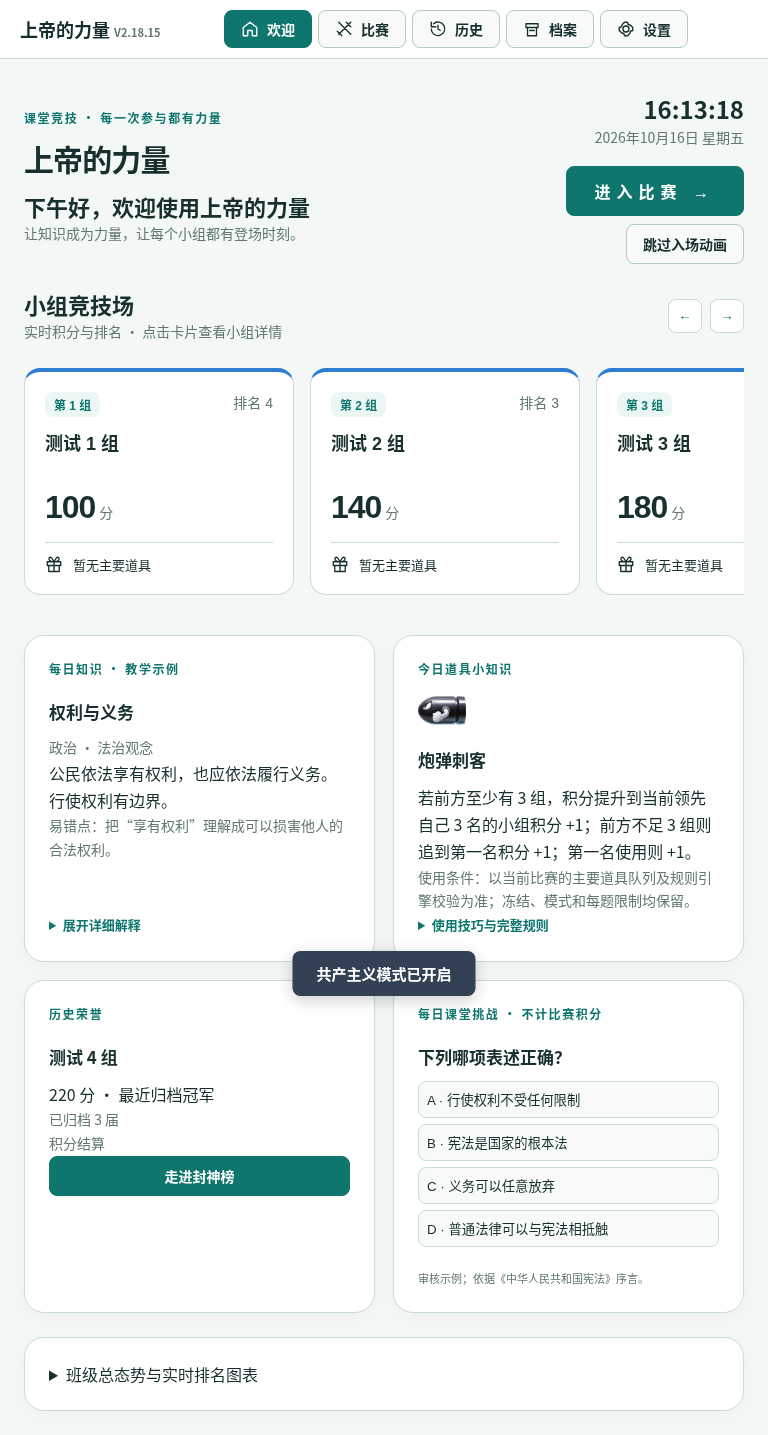 上帝的力量 V2.18.15
欢迎
比赛
历史
档案
设置
课堂竞技 · 每一次参与都有力量
上帝的力量
下午好，欢迎使用上帝的力量
让知识成为力量，让每个小组都有登场时刻。
16:13:18
2026年10月16日 星期五
进入比赛 →
跳过入场动画
小组竞技场
实时积分与排名 · 点击卡片查看小组详情
← →
第 1 组 排名 4
测试 1 组
100 分
暂无主要道具
第 2 组 排名 3
测试 2 组
140 分
暂无主要道具
第 3 组
测试 3 组
180 分
暂无主要道具
每日知识 · 教学示例
权利与义务
政治 · 法治观念
公民依法享有权利，也应依法履行义务。
行使权利有边界。
易错点：把“享有权利”理解成可以损害他人的
合法权利。
展开详细解释
今日道具小知识
炮弹刺客
若前方至少有 3 组，积分提升到当前领先
自己 3 名的小组积分 +1；前方不足 3 组则
追到第一名积分 +1；第一名使用则 +1。
使用条件：以当前比赛的主要道具队列及规则引
擎校验为准；冻结、模式和每题限制均保留。
使用技巧与完整规则
共产主义模式已开启
历史荣誉
测试 4 组
220 分 · 最近归档冠军
已归档 3 届
积分结算
走进封神榜
每日课堂挑战 · 不计比赛积分
下列哪项表述正确？
A · 行使权利不受任何限制
B · 宪法是国家的根本法
C · 义务可以任意放弃
D · 普通法律可以与宪法相抵触
审核示例；依据《中华人民共和国宪法》序言。
班级总态势与实时排名图表